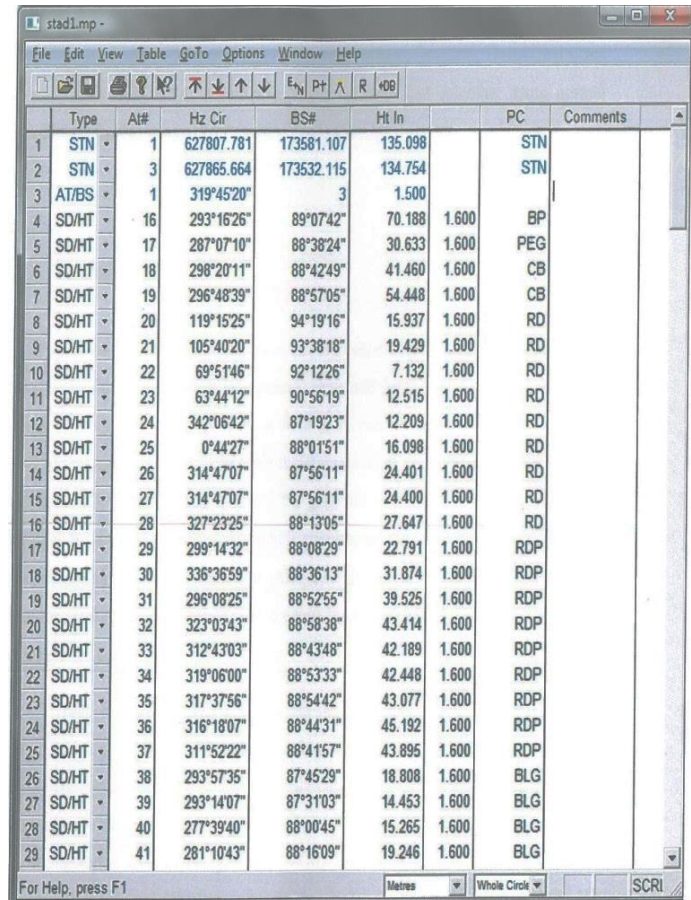 stad1.mp -
File Edit View Table GoTo Options Window Help
R +DB
Type At# Hz Cir BS# Ht In PC Comments
1 STN 1 627807.781 173581.107 135.098 STN
2 STN 3 627865.664 173532.115 134.754 STN
3 AT/BS 1 319°45'20" 3 1.500
4 SD/HT 16 293°16'26" 89°07'42" 70.188 1.600 BP
5 SD/HT 17 287°07'10" 88°38'24" 30.633 1.600 PEG
6 SD/HT 18 298°20'11" 88°42'49" 41.460 1.600 CB
7 SD/HT 19 296°48'39" 88°57'05" 54.448 1.600 CB
8 SD/HT 20 119°15'25" 94°19'16" 15.937 1.600 RD
9 SD/HT 21 105°40'20" 93°38'18" 19.429 1.600 RD
10 SD/HT 22 69°51'46" 92°12'26" 7.132 1.600 RD
11 SD/HT 23 63°44'12" 90°56'19" 12.515 1.600 RD
12 SD/HT 24 342°06'42" 87°19'23" 12.209 1.600 RD
13 SD/HT 25 0°44'27" 88°01'51" 16.098 1.600 RD
14 SD/HT 26 314°47'07" 87°56'11" 24.401 1.600 RD
15 SD/HT 27 314°47'07" 87°56'11" 24.400 1.600 RD
16 SD/HT 28 327°23'25" 88°13'05" 27.647 1.600 RD
17 SD/HT 29 299°14'32" 88°08'29" 22.791 1.600 RDP
18 SD/HT 30 336°36'59" 88°36'13" 31.874 1.600 RDP
19 SD/HT 31 296°08'25" 88°52'55" 39.525 1.600 RDP
20 SD/HT 32 323°03'43" 88°58'38" 43.414 1.600 RDP
21 SD/HT 33 312°43'03" 88°43'48" 42.189 1.600 RDP
22 SD/HT 34 319°06'00" 88°53'33" 42.448 1.600 RDP
23 SD/HT 35 317°37'56" 88°54'42" 43.077 1.600 RDP
24 SD/HT 36 316°18'07" 88°44'31" 45.192 1.600 RDP
25 SD/HT 37 311°52'22" 88°41'57" 43.895 1.600 RDP
26 SD/HT 38 293°57'35" 87°45'29" 18.808 1.600 BLG
27 SD/HT 39 293°14'07" 87°31'03" 14.453 1.600 BLG
28 SD/HT 40 277°39'40" 88°00'45" 15.265 1.600 BLG
29 SD/HT 41 281°10'43" 88°16'09" 19.246 1.600 BLG
For Help, press F1 Metres Whole Circle SCRL